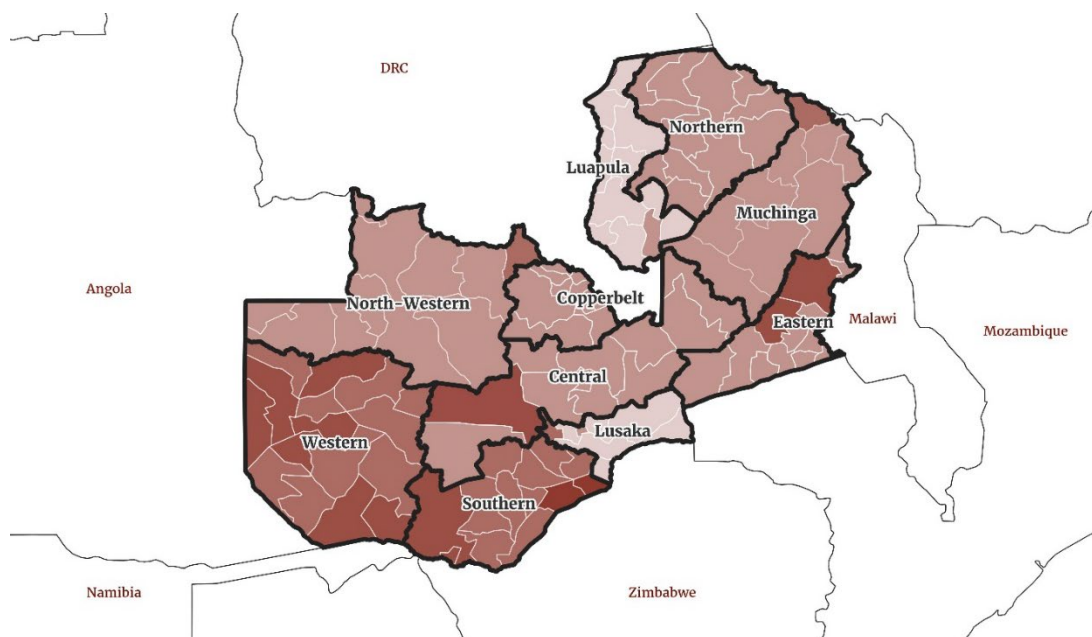 DRC
Northern
Luapula
Muchinga
Angola
North-Western
Copperbelt
Eastern
Malawi
Mozambique
Central
Western
Lusaka
Southern
Namibia
Zimbabwe